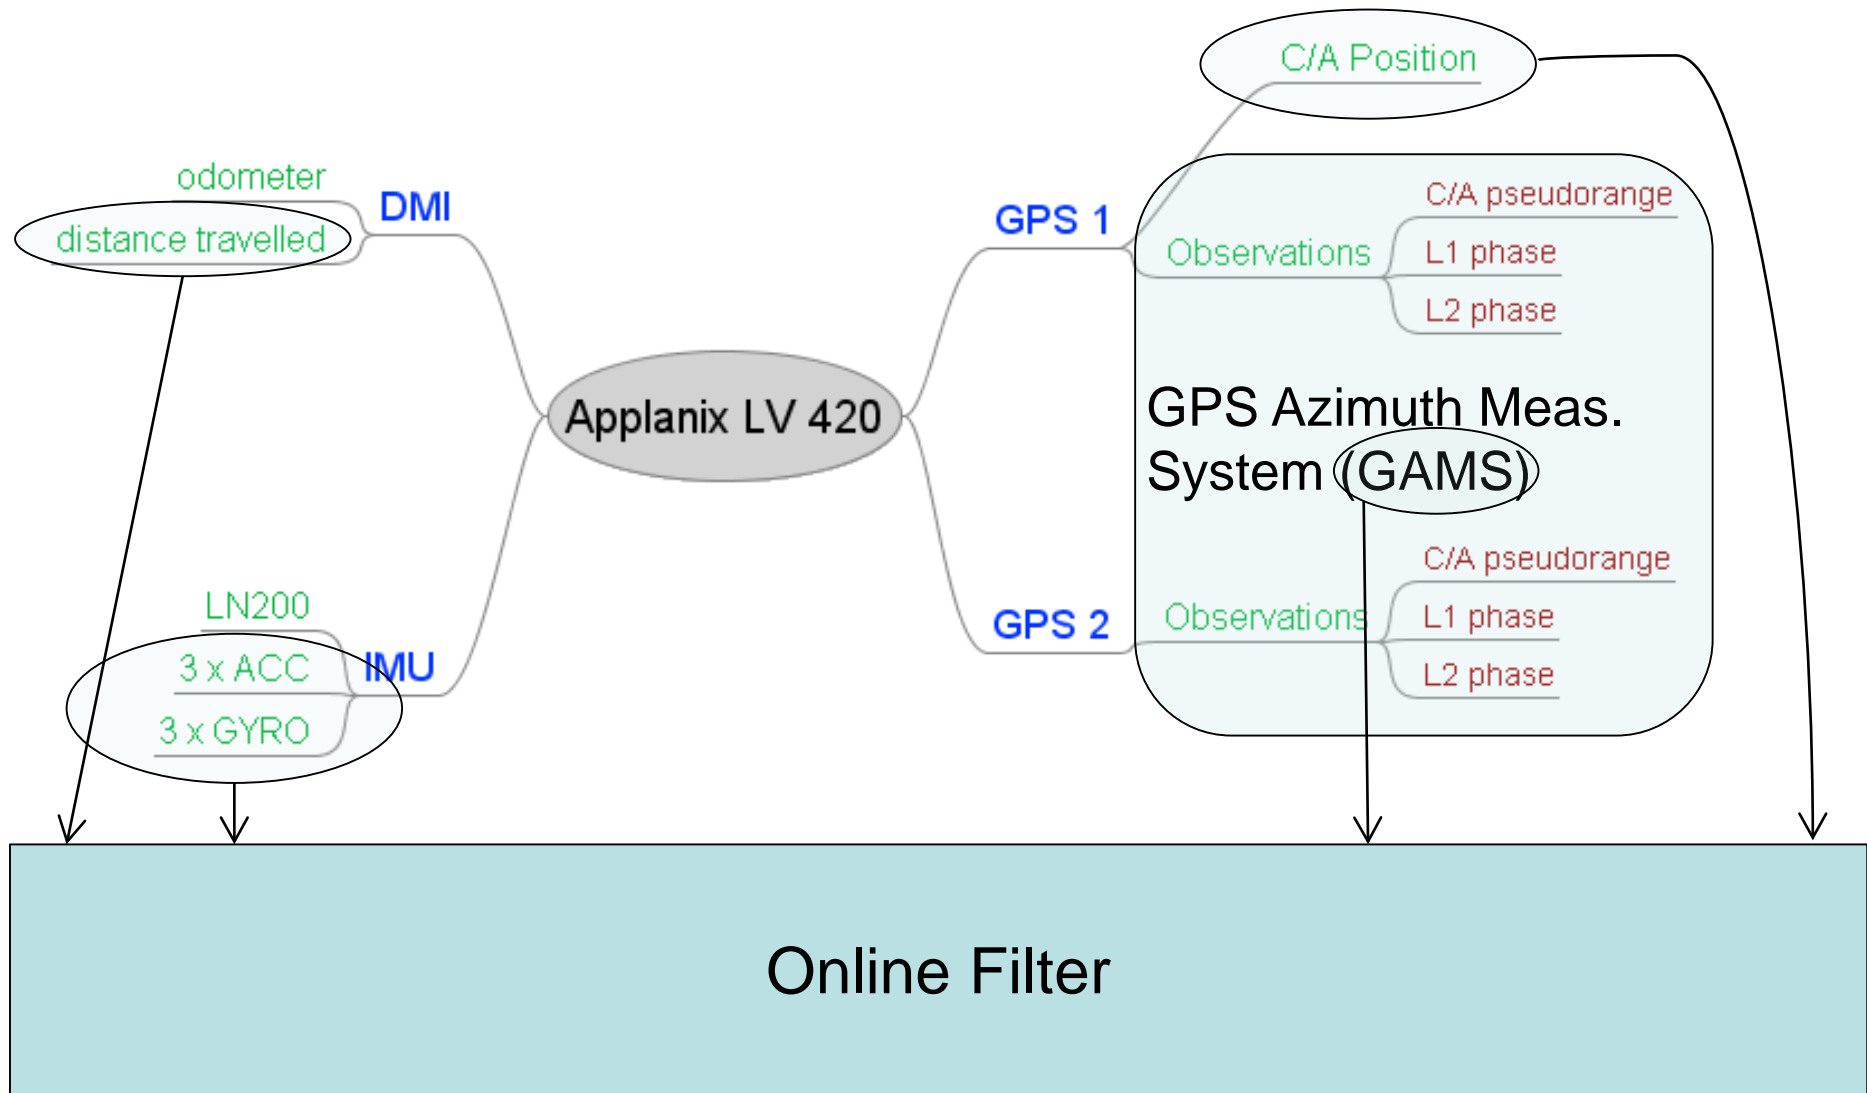 C/A Position
odometer
DMI
distance travelled
GPS 1
C/A pseudorange
Observations
L1 phase
L2 phase
Applanix LV 420
GPS Azimuth Meas.
System (GAMS)
LN200
3 x ACC
IMU
3 x GYRO
GPS 2
C/A pseudorange
Observations
L1 phase
L2 phase
Online Filter